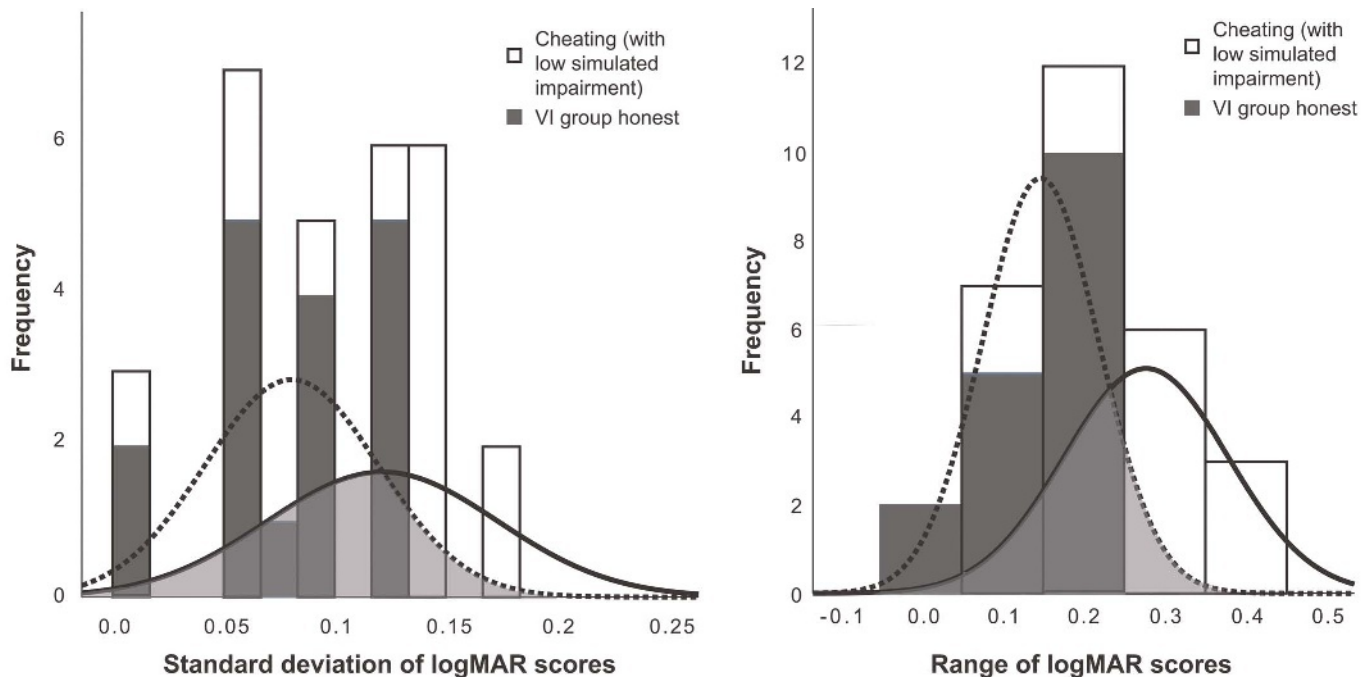 Cheating (with
low simulated
impairment)
VI group honest
Frequency
6
4
2
0
0.0 0.05 0.1 0.15 0.2 0.25
Standard deviation of logMAR scores
Cheating (with
low simulated
impairment)
VI group honest
Frequency
12
10
8
6
4
2
0
-0.1 0.0 0.1 0.2 0.3 0.4 0.5
Range of logMAR scores